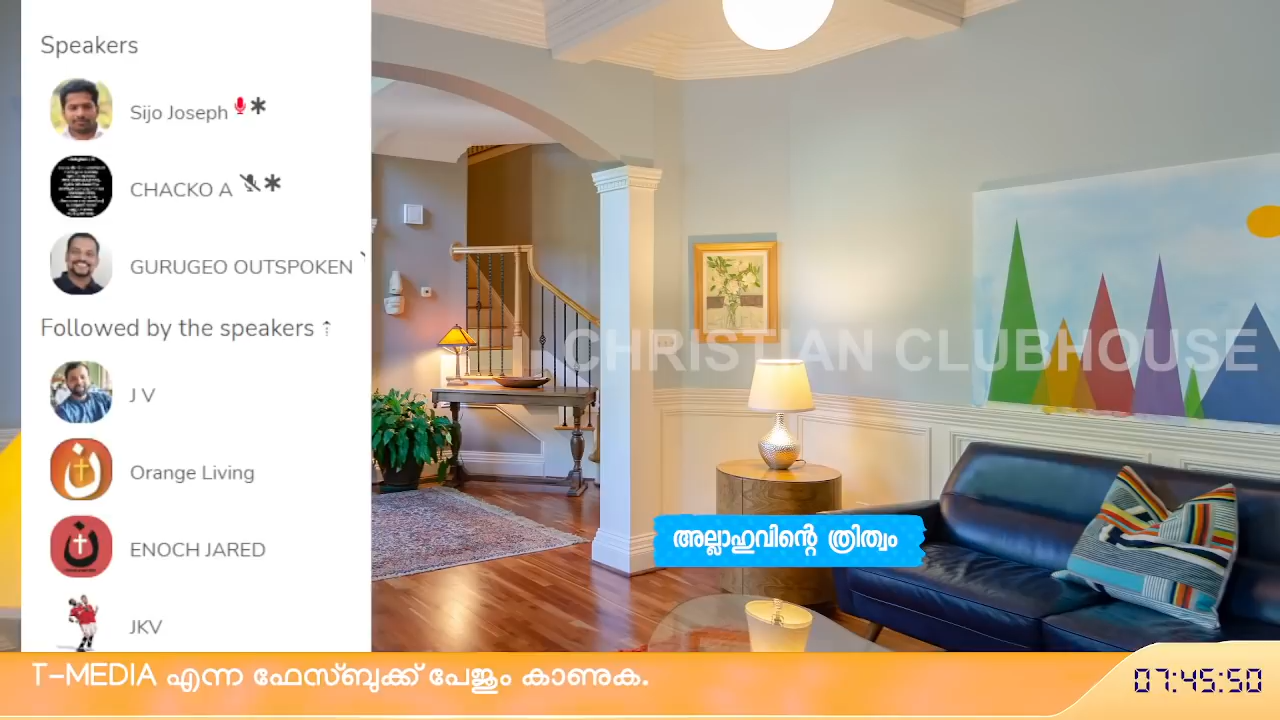 Speakers
Sijo Joseph
CHACKO A
GURUGEO OUTSPOKEN
Followed by the speakers
J V
Orange Living
ENOCH JARED
JKV
CHRISTIAN CLUBHOUSE
അല്ലാഹുവിന്റെ ത്രിത്വം
T-MEDIA എന്ന ഫേസ്ബുക്ക് പേജും കാണുക.
07:45:50